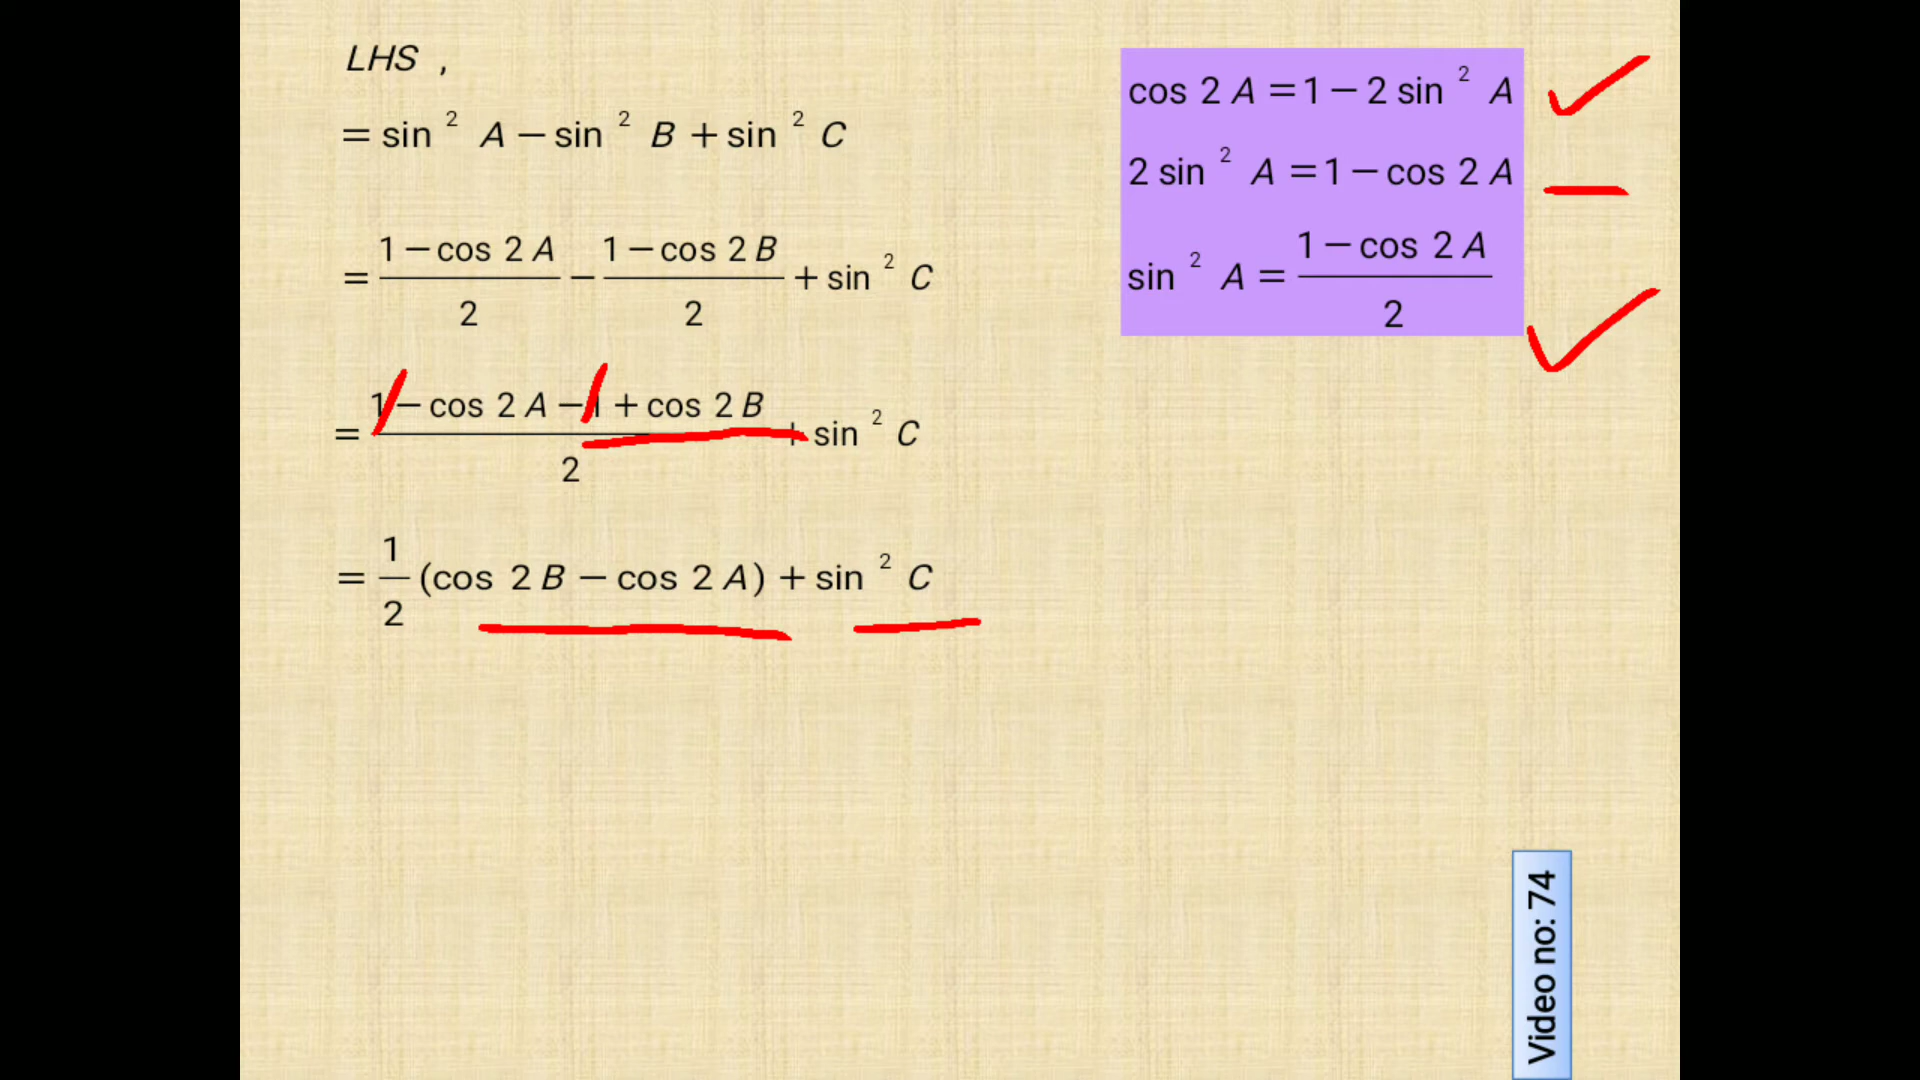 LHS ,
= sin ² A − sin ² B + sin ² C
= (1 − cos 2 A)/2 − (1 − cos 2 B)/2 + sin ² C
= (1 − cos 2 A − 1 + cos 2 B)/2 + sin ² C
= 1/2 (cos 2 B − cos 2 A) + sin ² C
cos 2 A = 1 − 2 sin ² A
2 sin ² A = 1 − cos 2 A
sin ² A = (1 − cos 2 A)/2
Video no: 74